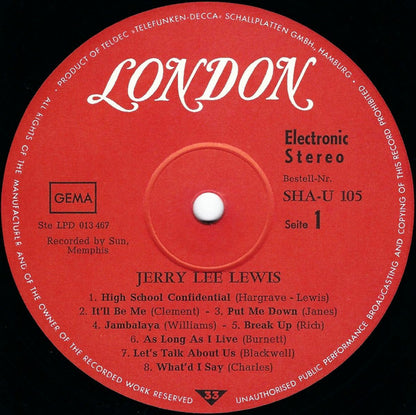 • PRODUCT OF TELDEC »TELEFUNKEN-DECCA« SCHALLPLATTEN GMBH, HAMBURG •
LONDON
Electronic
Stereo
Bestell-Nr.
SHA-U 105
Seite 1
GEMA
Ste LPD 013 467
Recorded by Sun,
Memphis
JERRY LEE LEWIS
1. High School Confidential (Hargrave - Lewis)
2. It'll Be Me (Clement) - 3. Put Me Down (Janes)
4. Jambalaya (Williams) - 5. Break Up (Rich)
6. As Long As I Live (Burnett)
7. Let's Talk About Us (Blackwell)
8. What'd I Say (Charles)
ALL RIGHTS OF THE MANUFACTURER AND OF THE OWNER OF THE RECORDED WORK RESERVED
33
UNAUTHORISED PUBLIC PERFORMANCE BROADCASTING AND COPYING OF THIS RECORD PROHIBITED